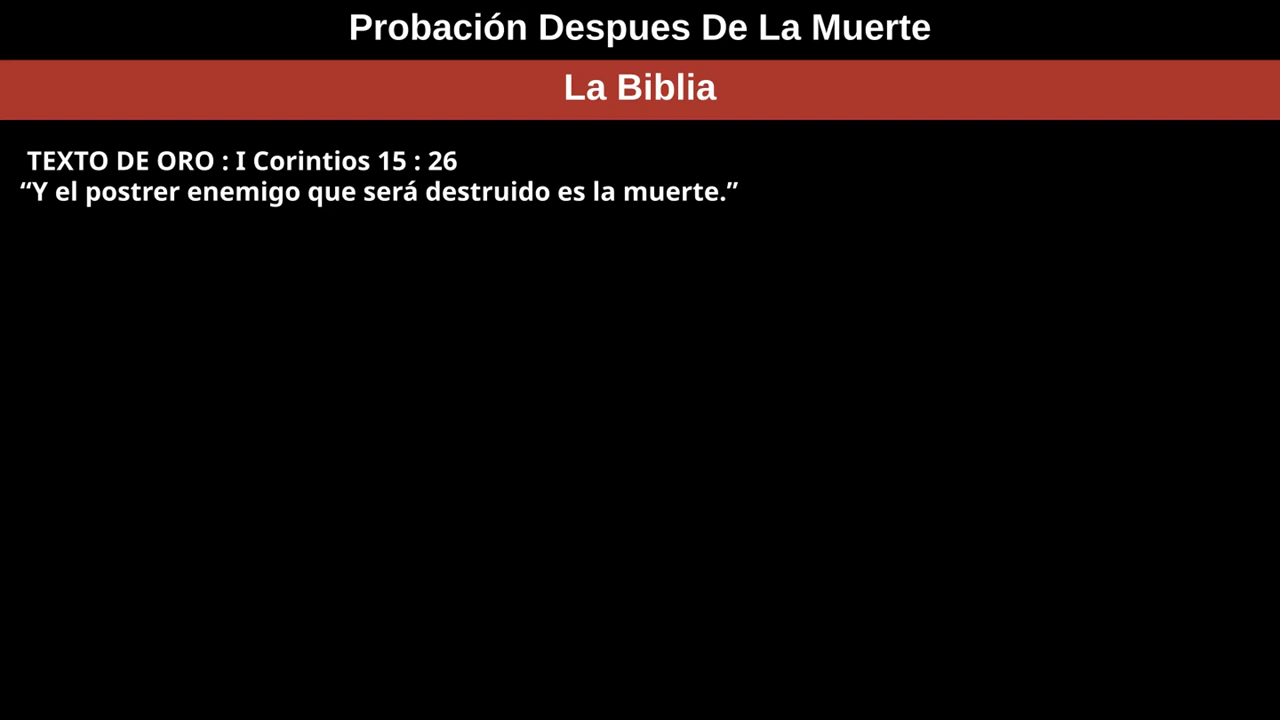 Probación Despues De La Muerte
La Biblia
TEXTO DE ORO : I Corintios 15 : 26
“Y el postrer enemigo que será destruido es la muerte.”